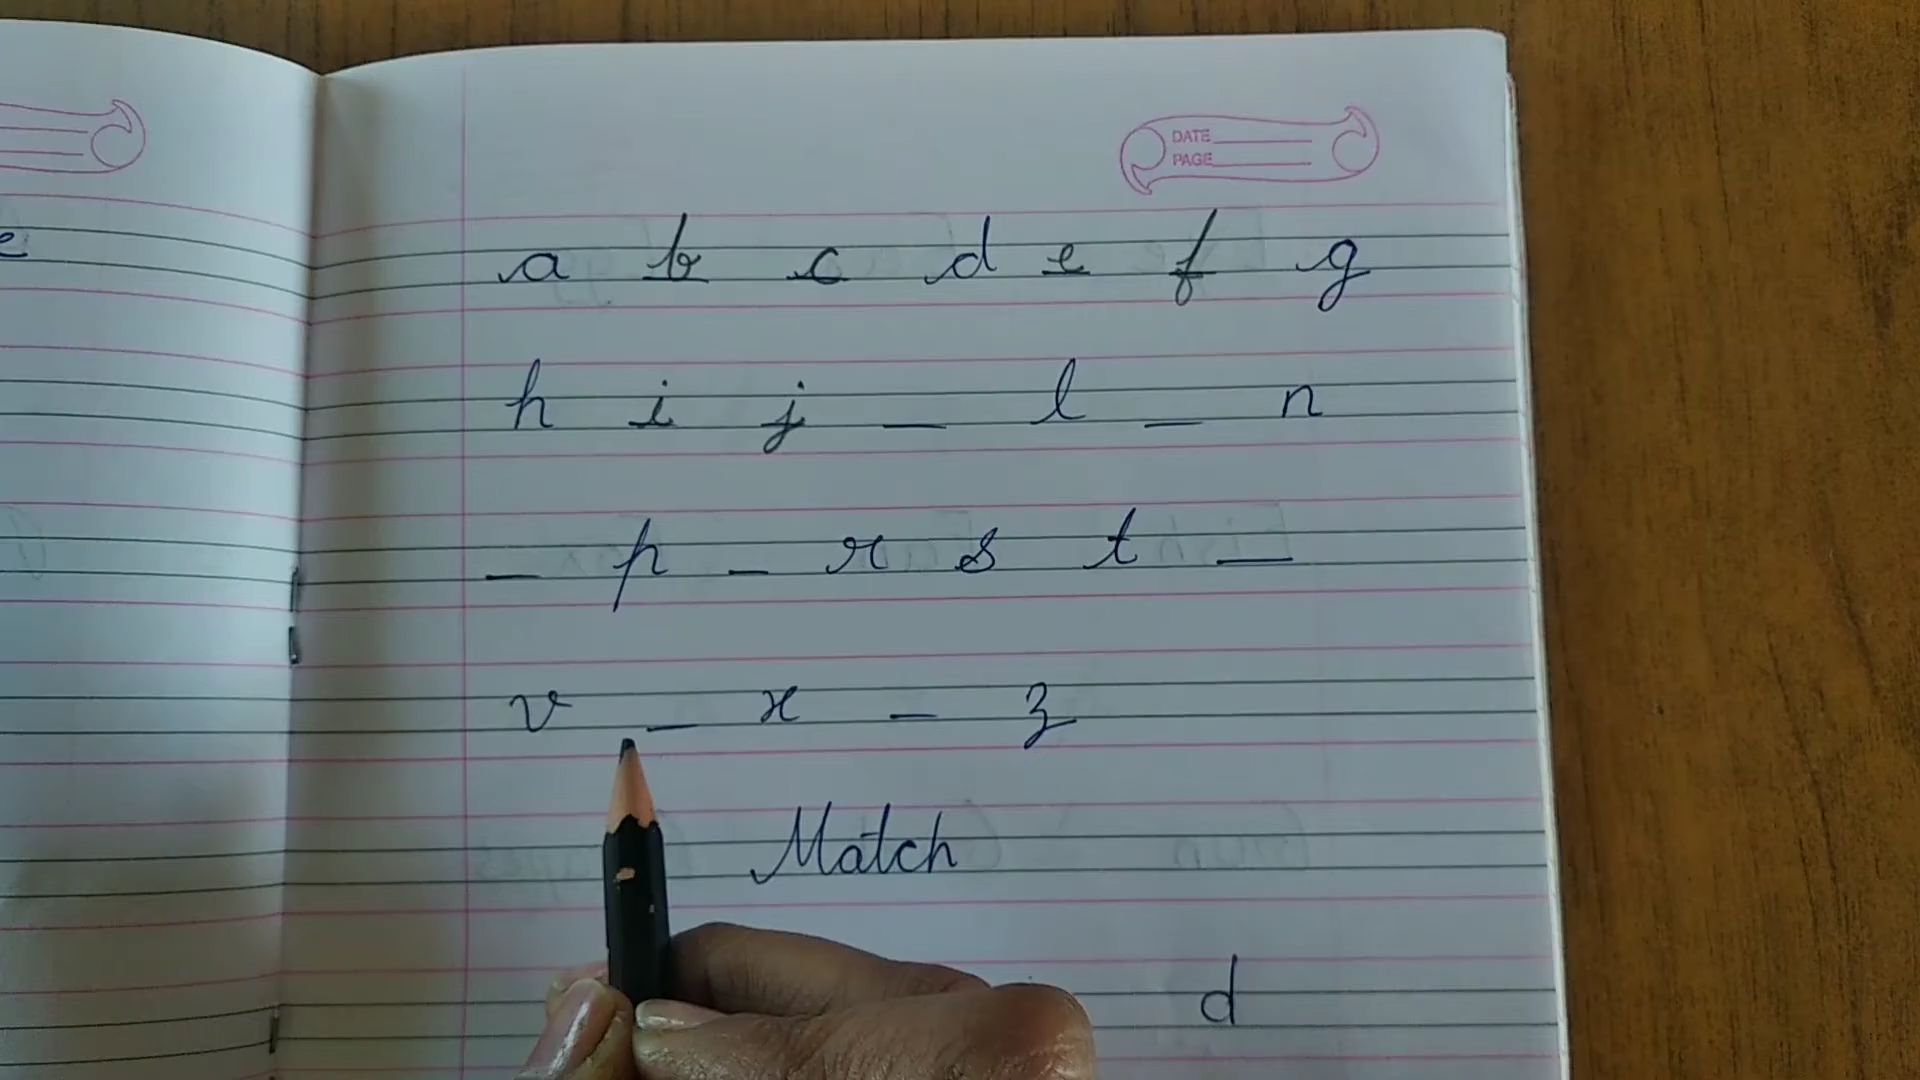 e
DATE
PAGE
a b c d e f g
h i j _ l _ n
_ p _ r s t _
v _ x _ z
Match
d